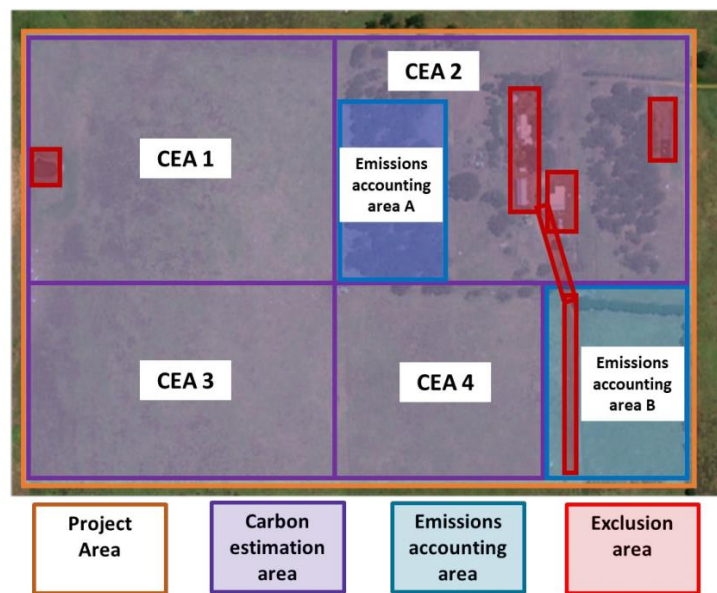 CEA 2
CEA 1
Emissions
accounting
area A
CEA 3
CEA 4
Emissions
accounting
area B
Project
Area
Carbon
estimation
area
Emissions
accounting
area
Exclusion
area